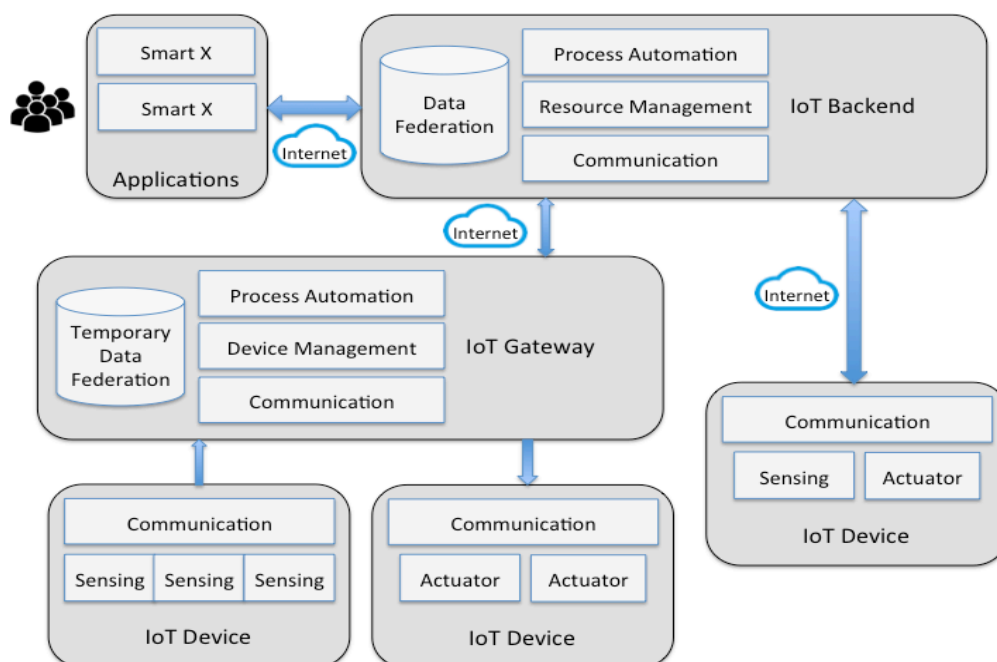 Smart X
Smart X
Applications
Internet
Data
Federation
Process Automation
Resource Management
Communication
IoT Backend
Internet
Internet
Temporary
Data
Federation
Process Automation
Device Management
Communication
IoT Gateway
Communication
Sensing
Sensing
Sensing
IoT Device
Communication
Actuator
Actuator
IoT Device
Communication
Sensing
Actuator
IoT Device